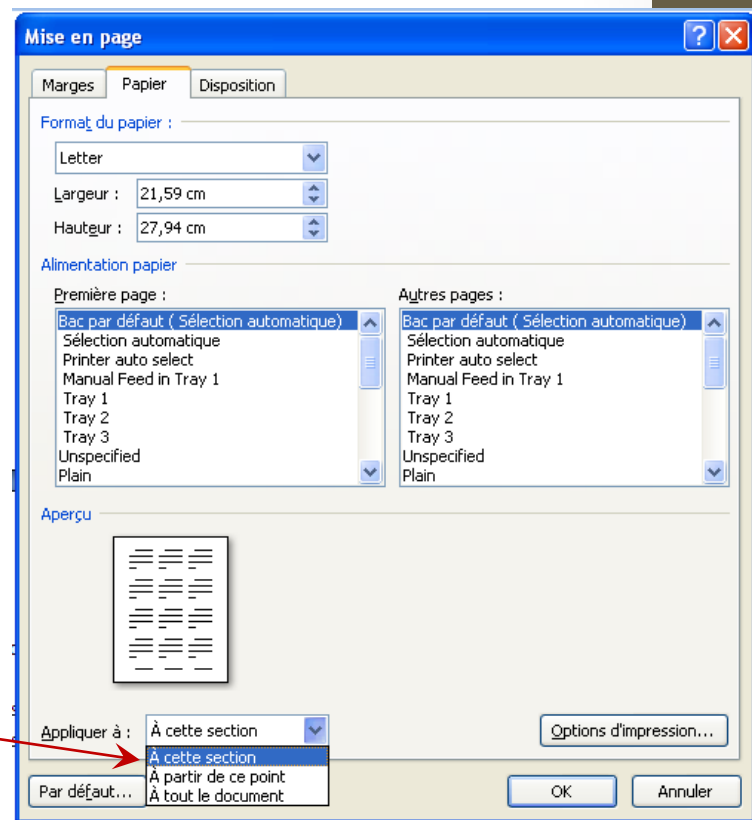 Mise en page
Marges Papier Disposition
Format du papier :
Letter
Largeur : 21,59 cm
Hauteur : 27,94 cm
Alimentation papier
Première page :
Bac par défaut ( Sélection automatique)
Sélection automatique
Printer auto select
Manual Feed in Tray 1
Tray 1
Tray 2
Tray 3
Unspecified
Plain
Autres pages :
Bac par défaut ( Sélection automatique)
Sélection automatique
Printer auto select
Manual Feed in Tray 1
Tray 1
Tray 2
Tray 3
Unspecified
Plain
Aperçu
Appliquer à : À cette section Options d'impression...
À cette section
À partir de ce point
À tout le document
Par défaut... OK Annuler